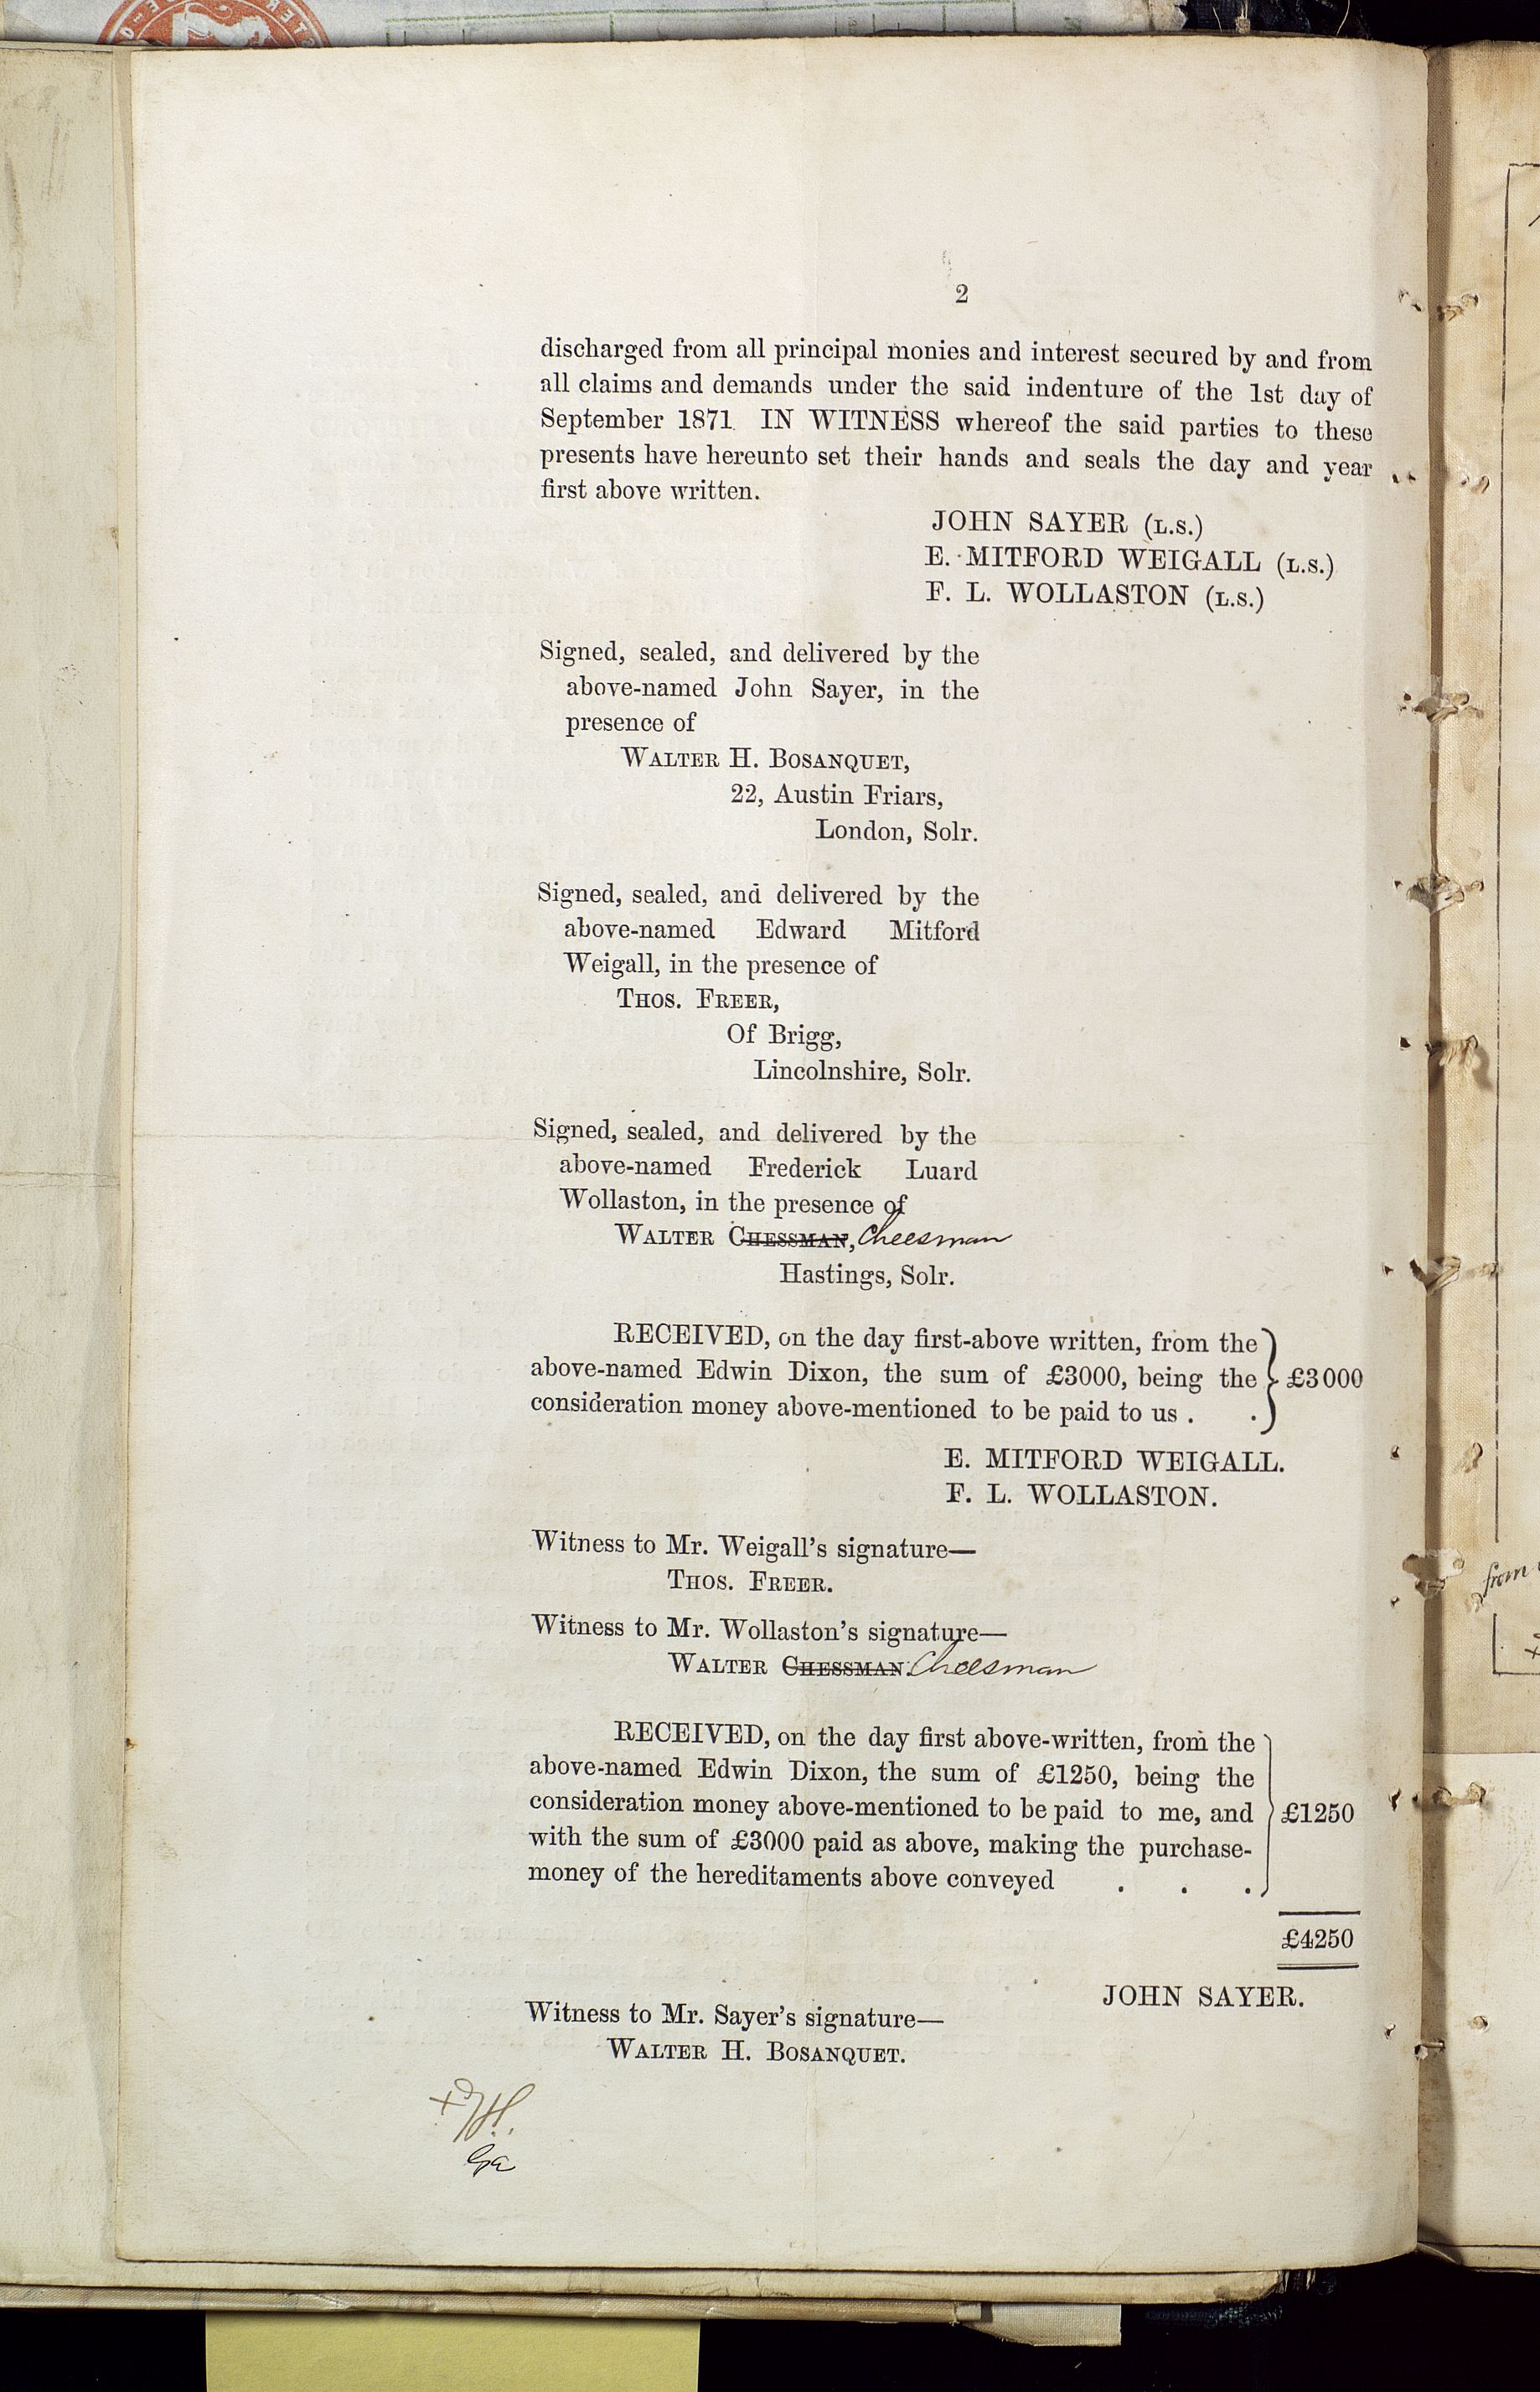 2
discharged from all principal monies and interest secured by and from
all claims and demands under the said indenture of the 1st day of
September 1871. IN WITNESS whereof the said parties to these
presents have hereunto set their hands and seals the day and year
first above written.
JOHN SAYER (L.S.)
E. MITFORD WEIGALL (L.S.)
F. L. WOLLASTON (L.S.)
Signed, sealed, and delivered by the
above-named John Sayer, in the
presence of
WALTER H. BOSANQUET,
22, Austin Friars,
London, Solr.
Signed, sealed, and delivered by the
above-named Edward Mitford
Weigall, in the presence of
THOS. FREER,
Of Brigg,
Lincolnshire, Solr.
Signed, sealed, and delivered by the
above-named Frederick Luard
Wollaston, in the presence of
WALTER CHESSMAN, Cheesman
Hastings, Solr.
RECEIVED, on the day first-above written, from the
above-named Edwin Dixon, the sum of £3000, being the } £3000
consideration money above-mentioned to be paid to us . .
E. MITFORD WEIGALL.
F. L. WOLLASTON.
Witness to Mr. Weigall's signature—
THOS. FREER.
Witness to Mr. Wollaston's signature—
WALTER CHESSMAN. Cheesman
RECEIVED, on the day first above-written, from the
above-named Edwin Dixon, the sum of £1250, being the
consideration money above-mentioned to be paid to me, and } £1250
with the sum of £3000 paid as above, making the purchase-
money of the hereditaments above conveyed . . .
£4250
JOHN SAYER.
Witness to Mr. Sayer's signature—
WALTER H. BOSANQUET.
from